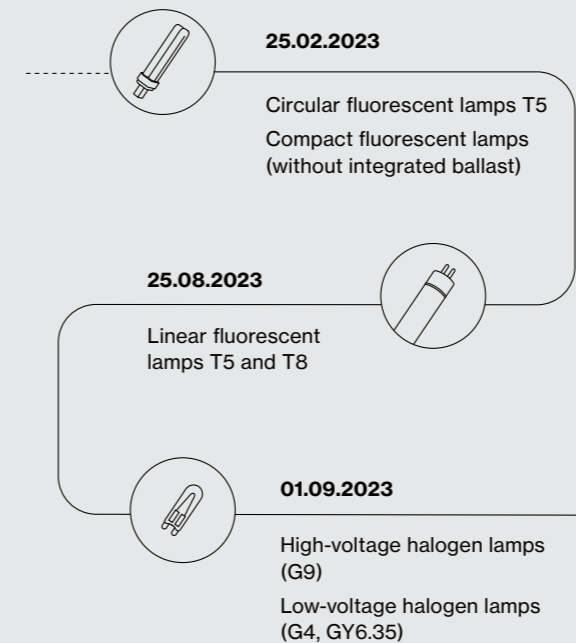 25.02.2023
Circular fluorescent lamps T5
Compact fluorescent lamps
(without integrated ballast)
25.08.2023
Linear fluorescent
lamps T5 and T8
01.09.2023
High-voltage halogen lamps
(G9)
Low-voltage halogen lamps
(G4, GY6.35)